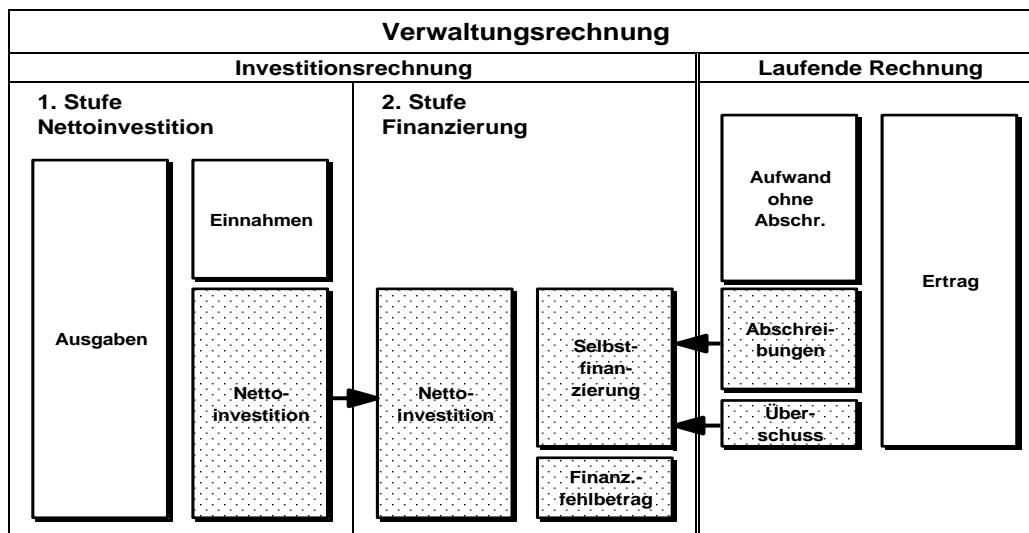 Verwaltungsrechnung
Investitionsrechnung
Laufende Rechnung
1. Stufe
Nettoinvestition
2. Stufe
Finanzierung
Ausgaben
Einnahmen
Netto-
investition
Netto-
investition
Selbst-
finan-
zierung
Finanz.-
fehlbetrag
Aufwand
ohne
Abschr.
Abschrei-
bungen
Über-
schuss
Ertrag